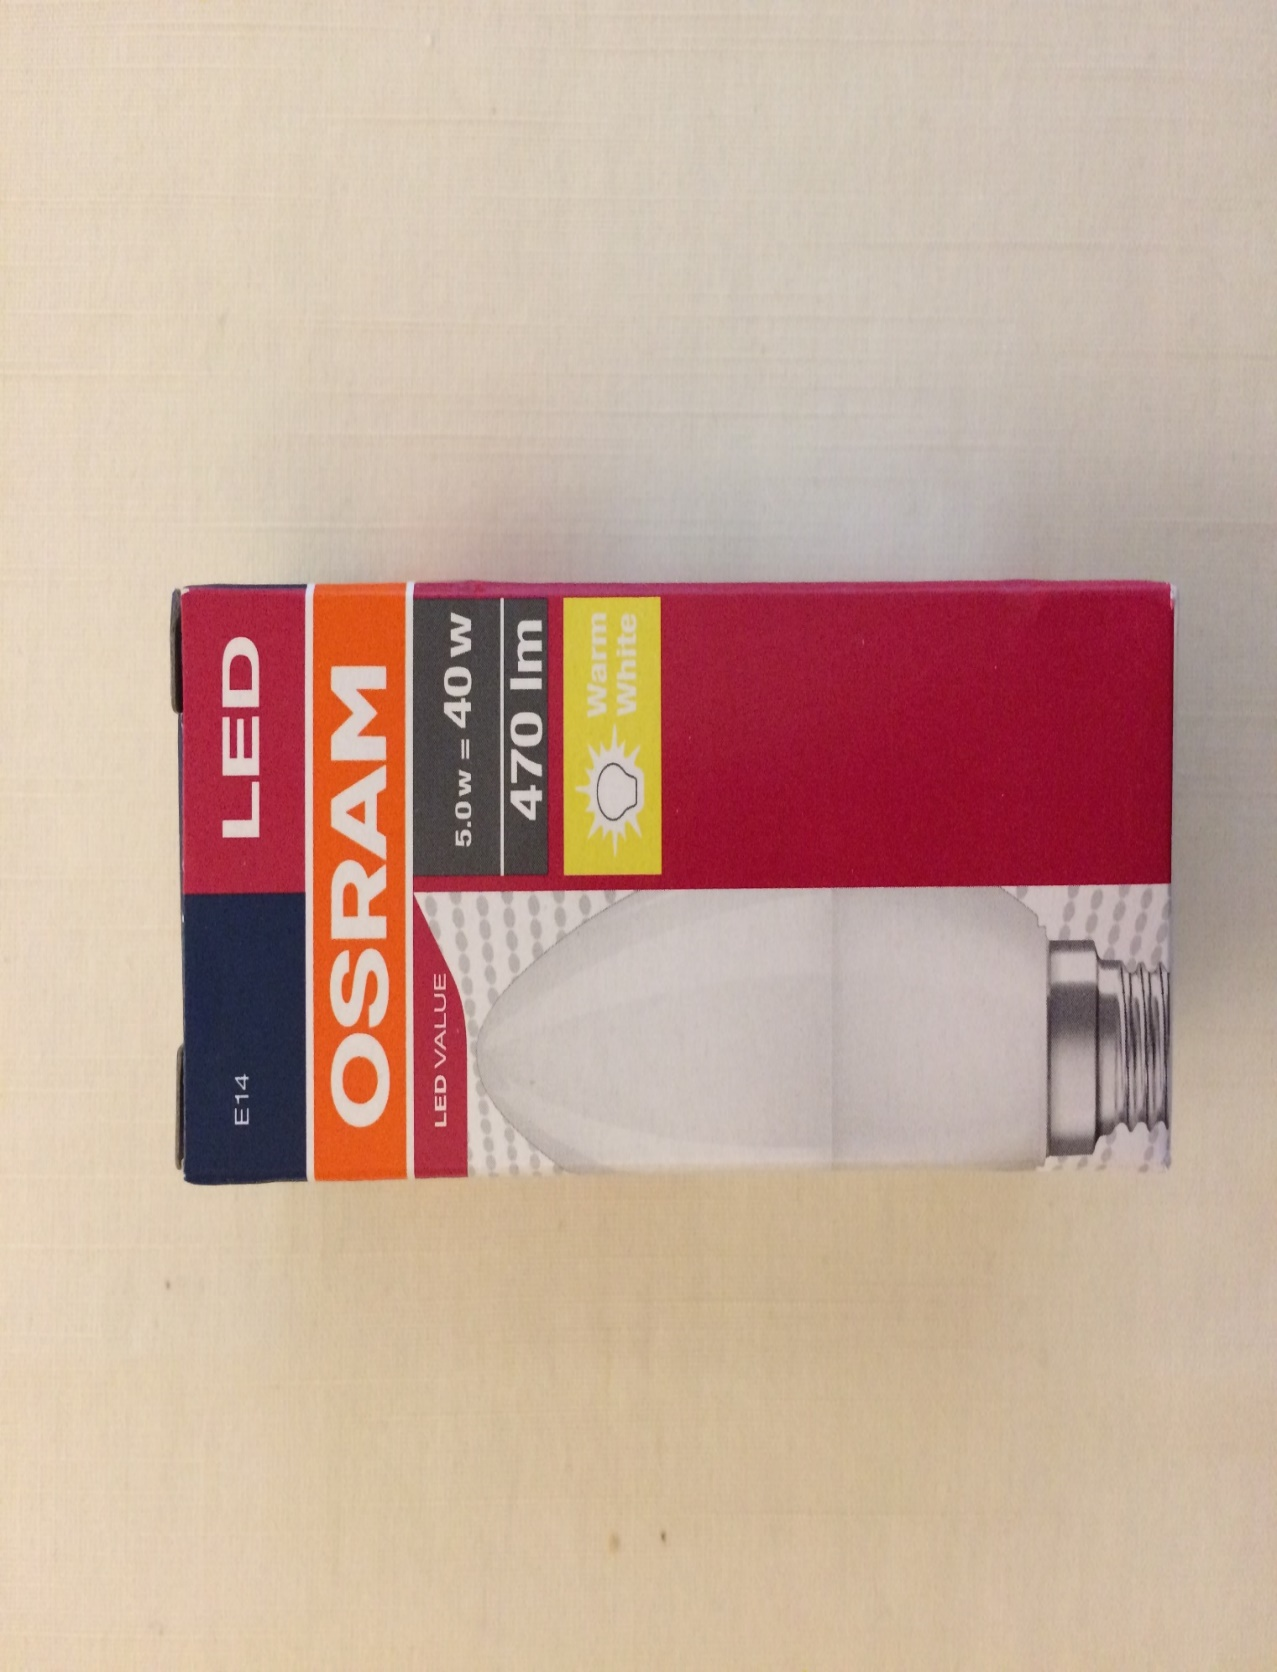 E14
LED
OSRAM
LED VALUE
5.0 W = 40 W
470 lm
Warm
White